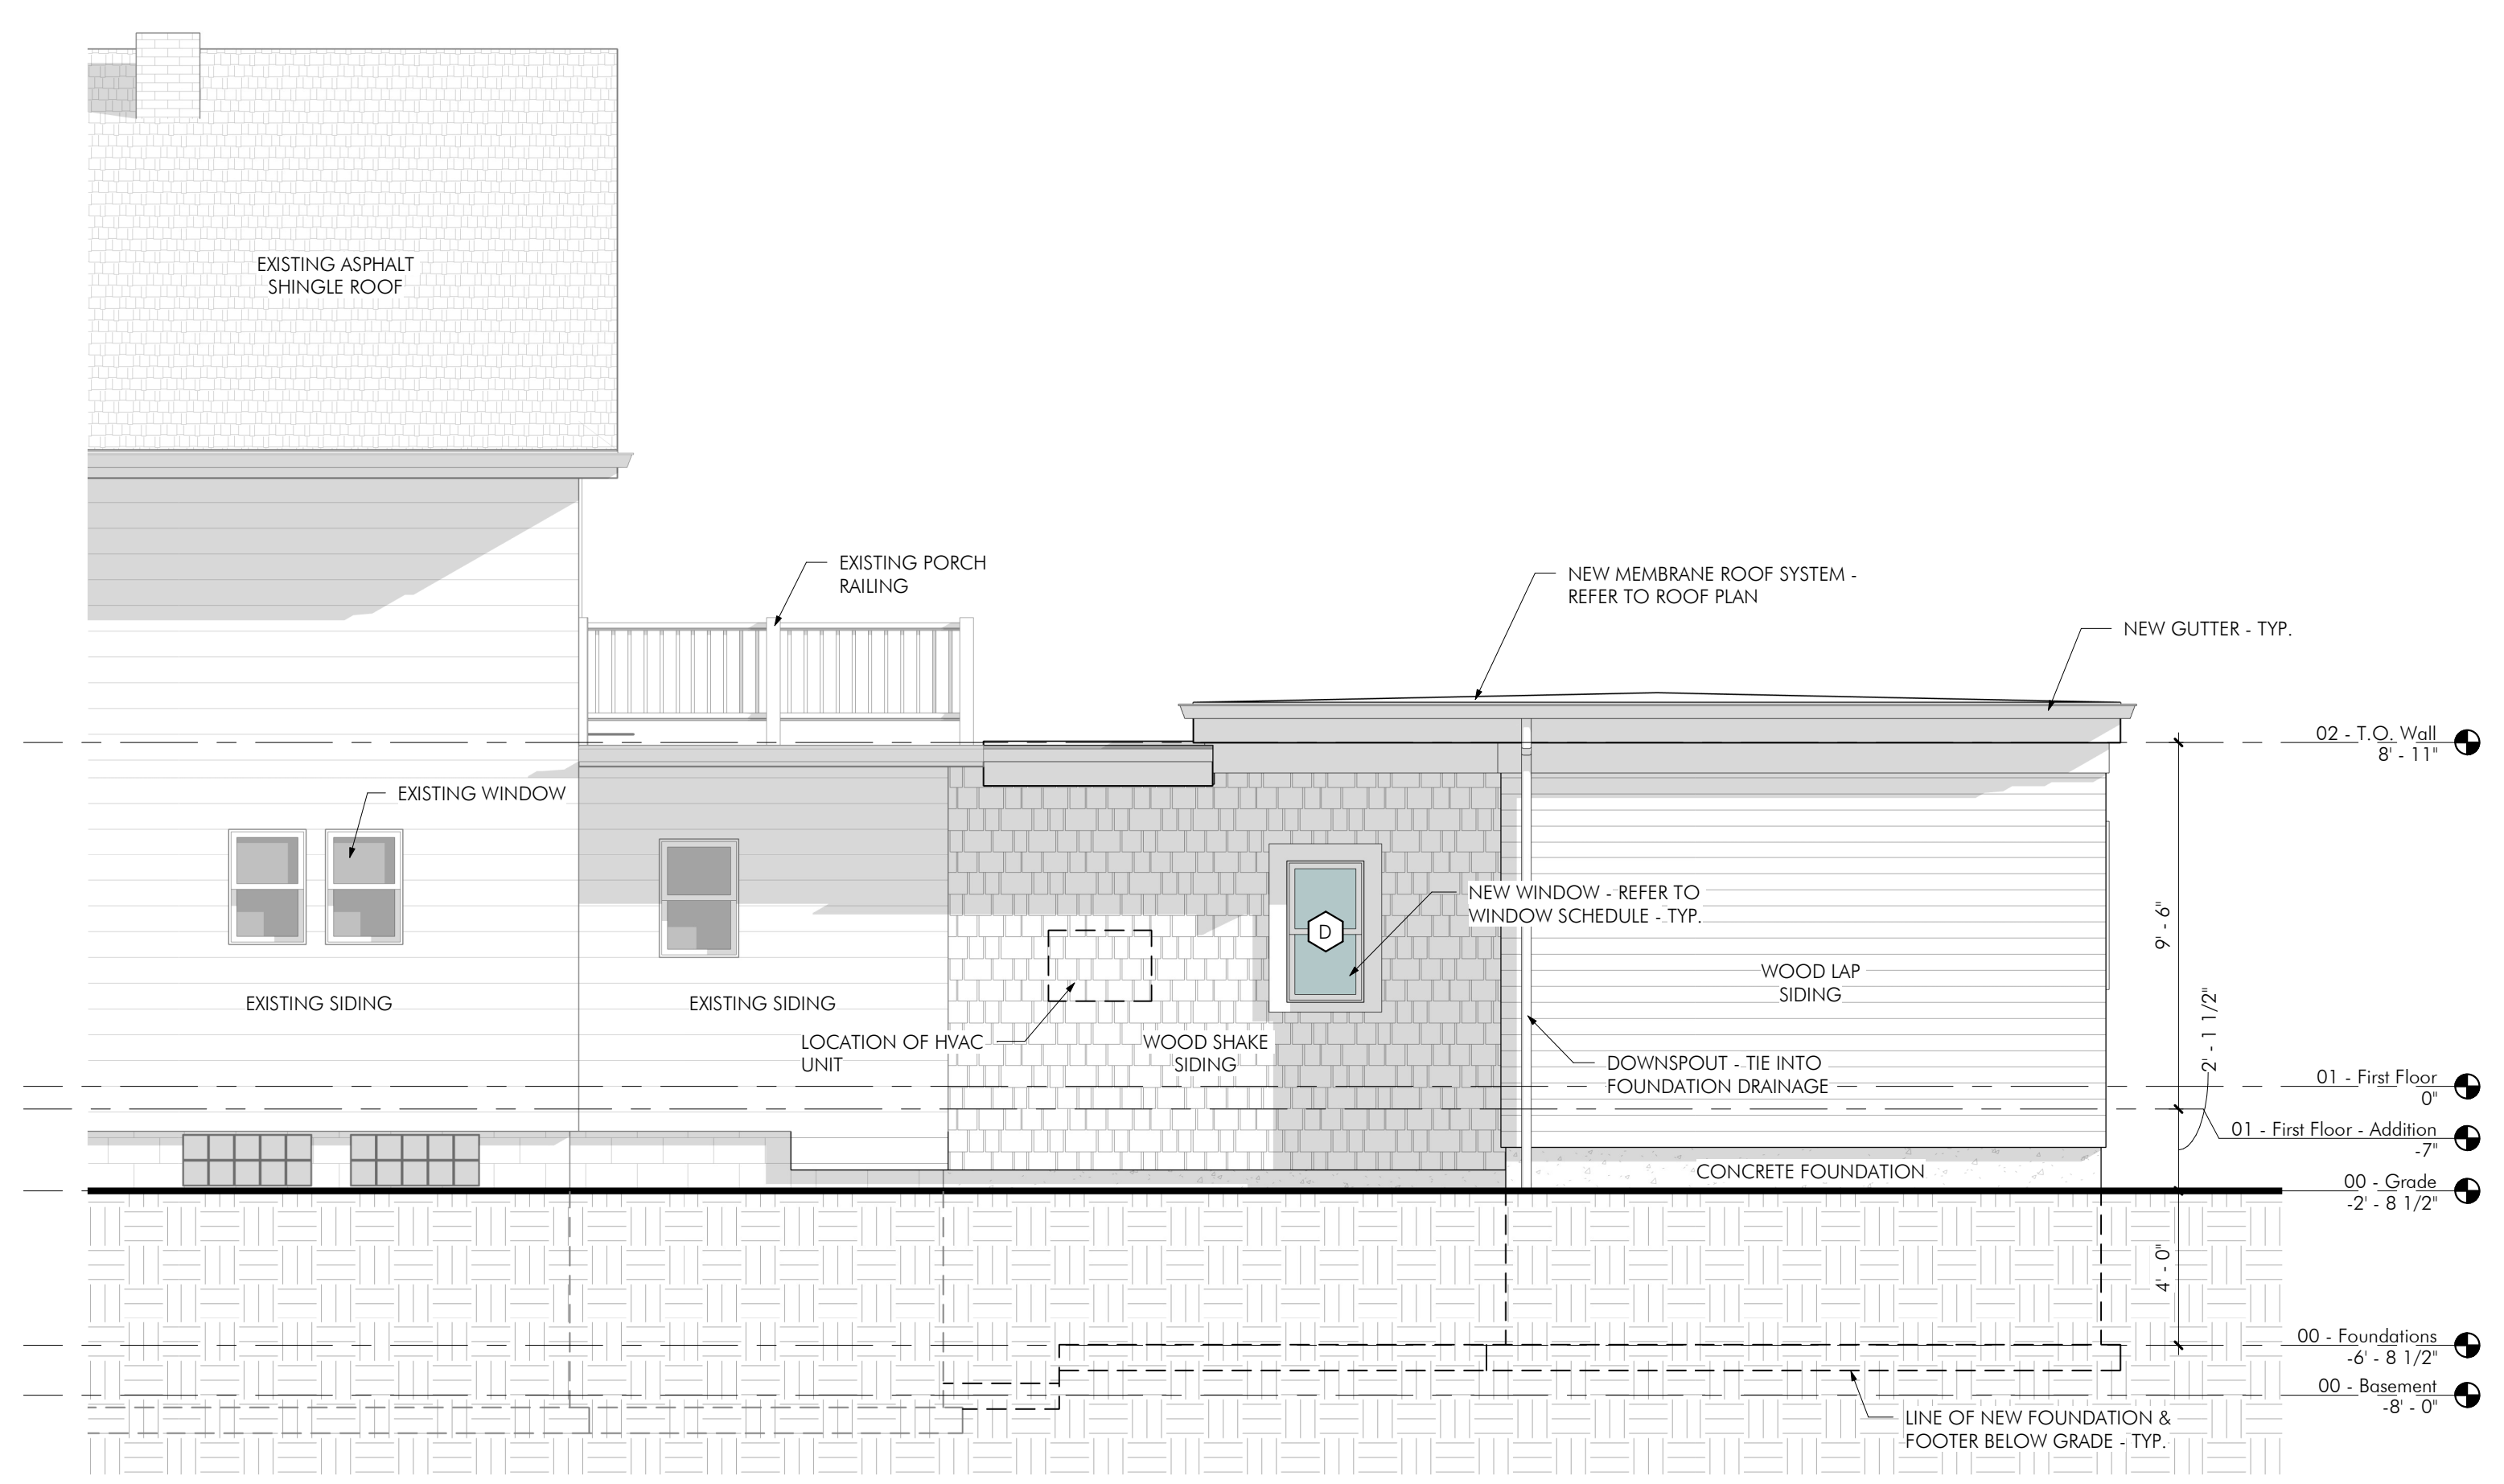 EXISTING ASPHALT
SHINGLE ROOF
EXISTING PORCH
RAILING
NEW MEMBRANE ROOF SYSTEM -
REFER TO ROOF PLAN
NEW GUTTER - TYP.
02 - T.O. Wall
8' - 11"
EXISTING WINDOW
NEW WINDOW - REFER TO
WINDOW SCHEDULE - TYP.
D
9' - 6"
WOOD LAP
SIDING
EXISTING SIDING
EXISTING SIDING
LOCATION OF HVAC
UNIT
WOOD SHAKE
SIDING
2' - 1 1/2"
DOWNSPOUT - TIE INTO
FOUNDATION DRAINAGE
01 - First Floor
0"
01 - First Floor - Addition
-7"
CONCRETE FOUNDATION
00 - Grade
-2' - 8 1/2"
4' - 0"
00 - Foundations
-6' - 8 1/2"
00 - Basement
-8' - 0"
LINE OF NEW FOUNDATION &
FOOTER BELOW GRADE - TYP.